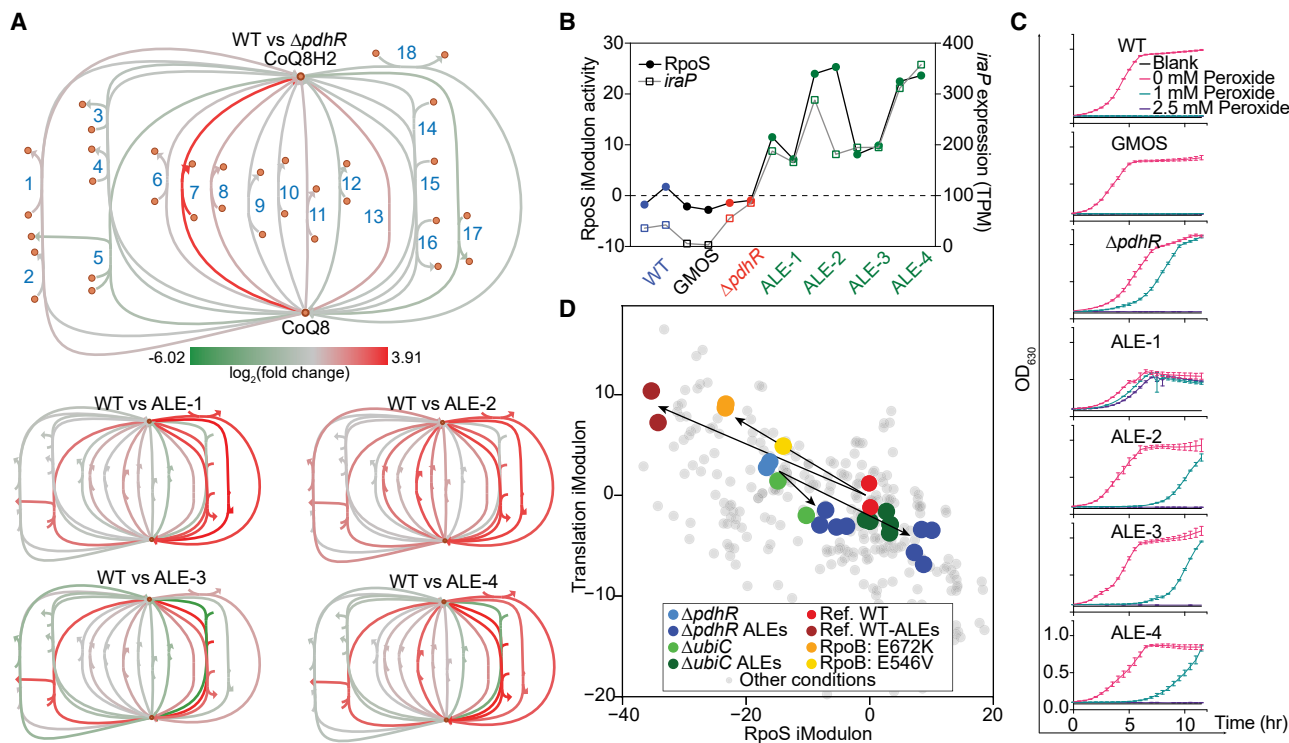 A
WT vs ΔpdhR
CoQ8H2
18
3
14
4
1
6
7
8
9
10
11
12
13
15
2
5
16
17
CoQ8
-6.02
3.91
log2(fold change)
WT vs ALE-1
WT vs ALE-2
WT vs ALE-3
WT vs ALE-4
B
RpoS
iraP
RpoS iModulon activity
30
20
10
0
-10
400
300
200
100
0
iraP expression (TPM)
WT
GMOS
ΔpdhR
ALE-1
ALE-2
ALE-3
ALE-4
C
WT
Blank
0 mM Peroxide
1 mM Peroxide
2.5 mM Peroxide
GMOS
ΔpdhR
ALE-1
ALE-2
ALE-3
ALE-4
OD630
1.0
0.5
0.0
0
5
10
Time (hr)
D
Translation iModulon
10
0
−10
−20
−40
−20
0
20
RpoS iModulon
ΔpdhR
ΔpdhR ALEs
ΔubiC
ΔubiC ALEs
Ref. WT
Ref. WT-ALEs
RpoB: E672K
RpoB: E546V
Other conditions